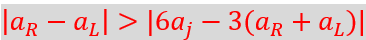 |a_R − a_L| > |6a_j − 3(a_R + a_L)|